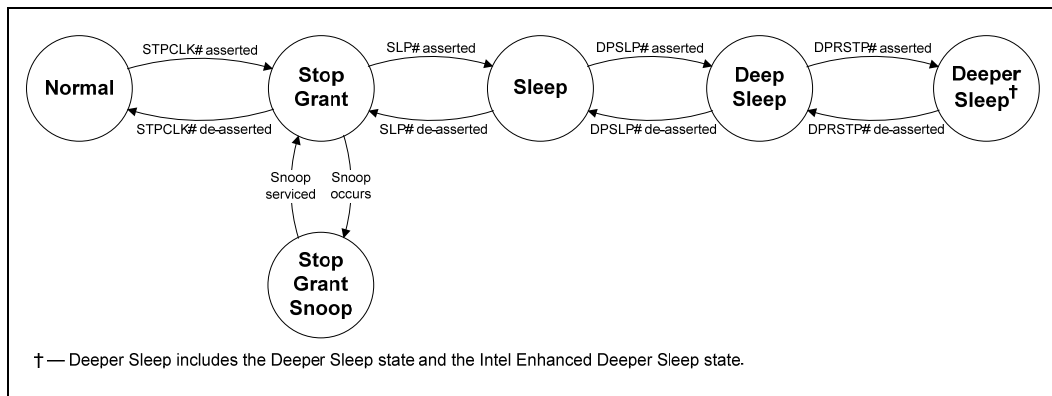 STPCLK# asserted
SLP# asserted
DPSLP# asserted
DPRSTP# asserted
Normal
Stop
Grant
Sleep
Deep
Sleep
Deeper
Sleep†
STPCLK# de-asserted
SLP# de-asserted
DPSLP# de-asserted
DPRSTP# de-asserted
Snoop
serviced
Snoop
occurs
Stop
Grant
Snoop
† — Deeper Sleep includes the Deeper Sleep state and the Intel Enhanced Deeper Sleep state.